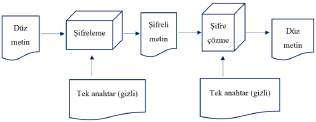 Düz
metin
Şifreleme
Şifreli
metin
Şifre
çözme
Düz
metin
Tek anahtar (gizli)
Tek anahtar (gizli)